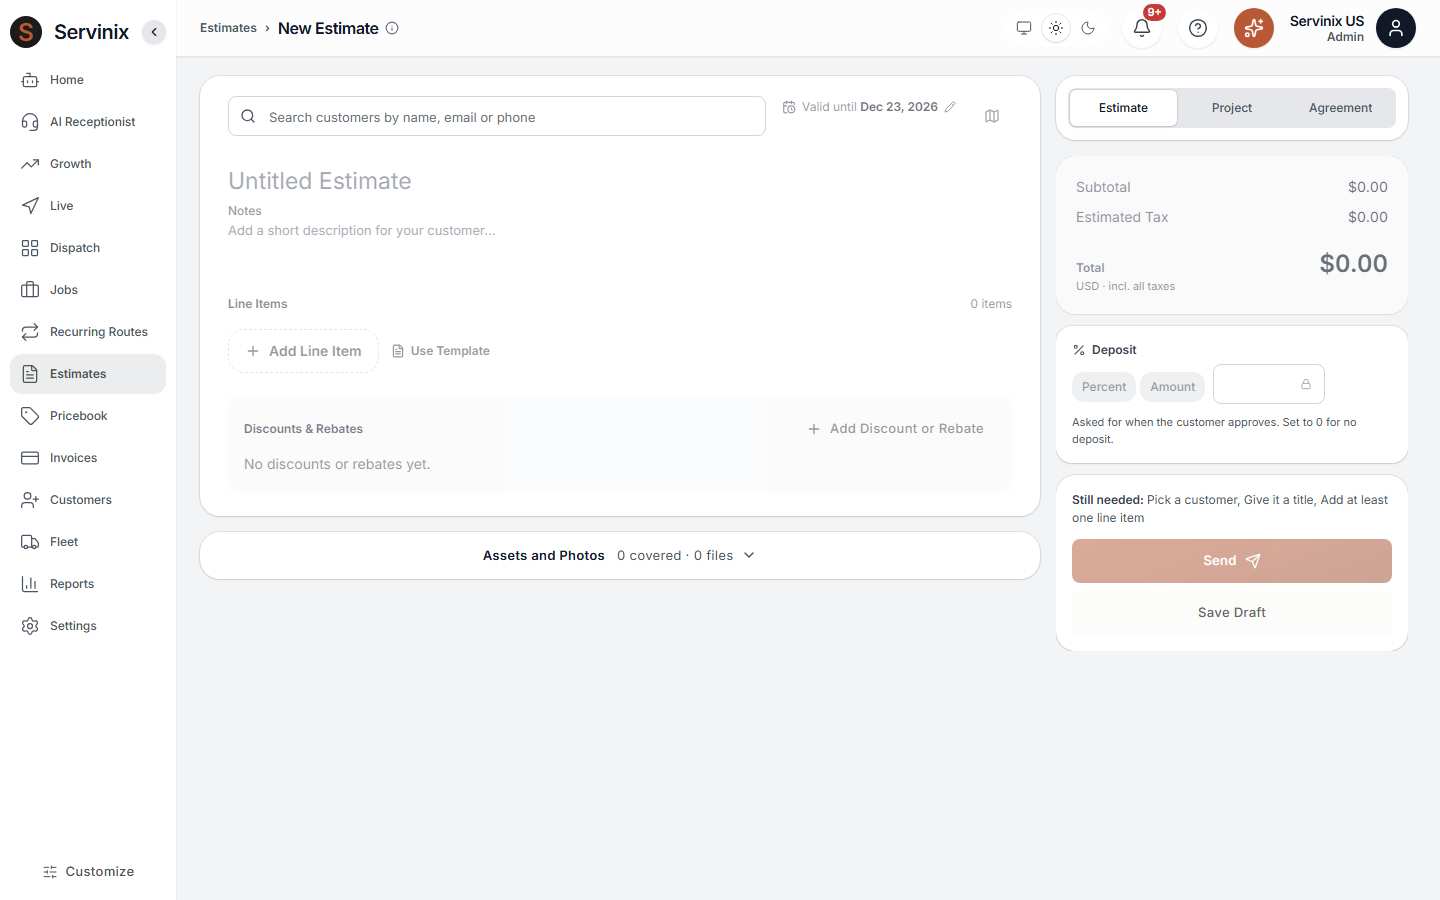 S
Servinix
Home
AI Receptionist
Growth
Live
Dispatch
Jobs
Recurring Routes
Estimates
Pricebook
Invoices
Customers
Fleet
Reports
Settings
Customize
Estimates › New Estimate
9+
Servinix US
Admin
Search customers by name, email or phone
Valid until Dec 23, 2026
Untitled Estimate
Notes
Add a short description for your customer...
Line Items
0 items
+ Add Line Item
Use Template
Discounts & Rebates
+ Add Discount or Rebate
No discounts or rebates yet.
Assets and Photos 0 covered · 0 files
Estimate
Project
Agreement
Subtotal $0.00
Estimated Tax $0.00
Total $0.00
USD · incl. all taxes
% Deposit
Percent
Amount
Asked for when the customer approves. Set to 0 for no
deposit.
Still needed: Pick a customer, Give it a title, Add at least
one line item
Send
Save Draft